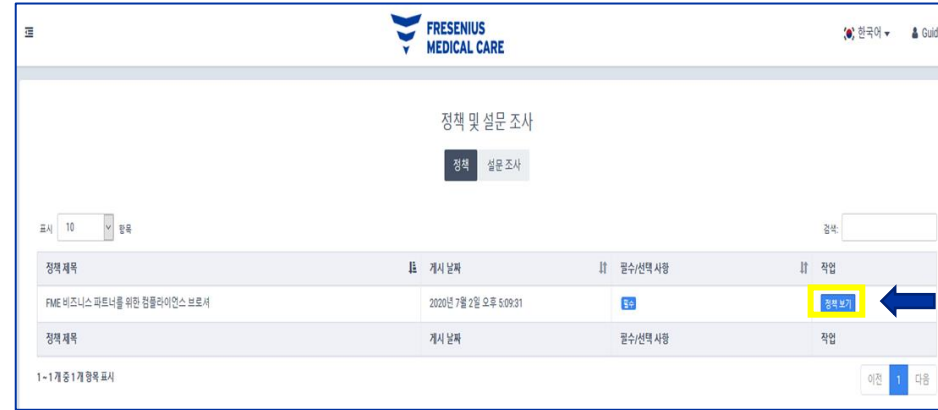 FRESENIUS
MEDICAL CARE
한국어
Guid
정책 및 설문 조사
정책 설문 조사
표시 10 항목 검색:
정책 제목 게시 날짜 필수/선택 사항 작업
FME 비즈니스 파트너를 위한 컴플라이언스 브로셔 2020년 7월 2일 오후 5:09:31 필수 정책 보기
정책 제목 게시 날짜 필수/선택 사항 작업
1 ~ 1 개 중 1 개 항목 표시 이전 1 다음